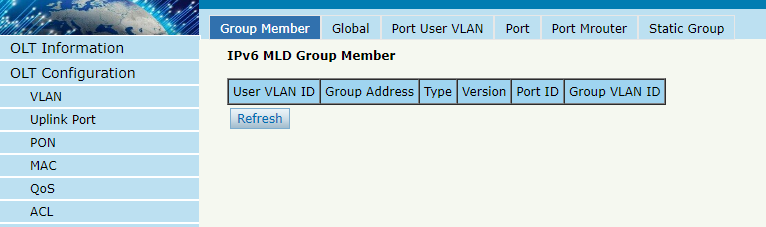 Group Member Global Port User VLAN Port Port Mrouter Static Group
OLT Information
OLT Configuration
VLAN
Uplink Port
PON
MAC
QoS
ACL
IPv6 MLD Group Member
User VLAN ID Group Address Type Version Port ID Group VLAN ID
Refresh